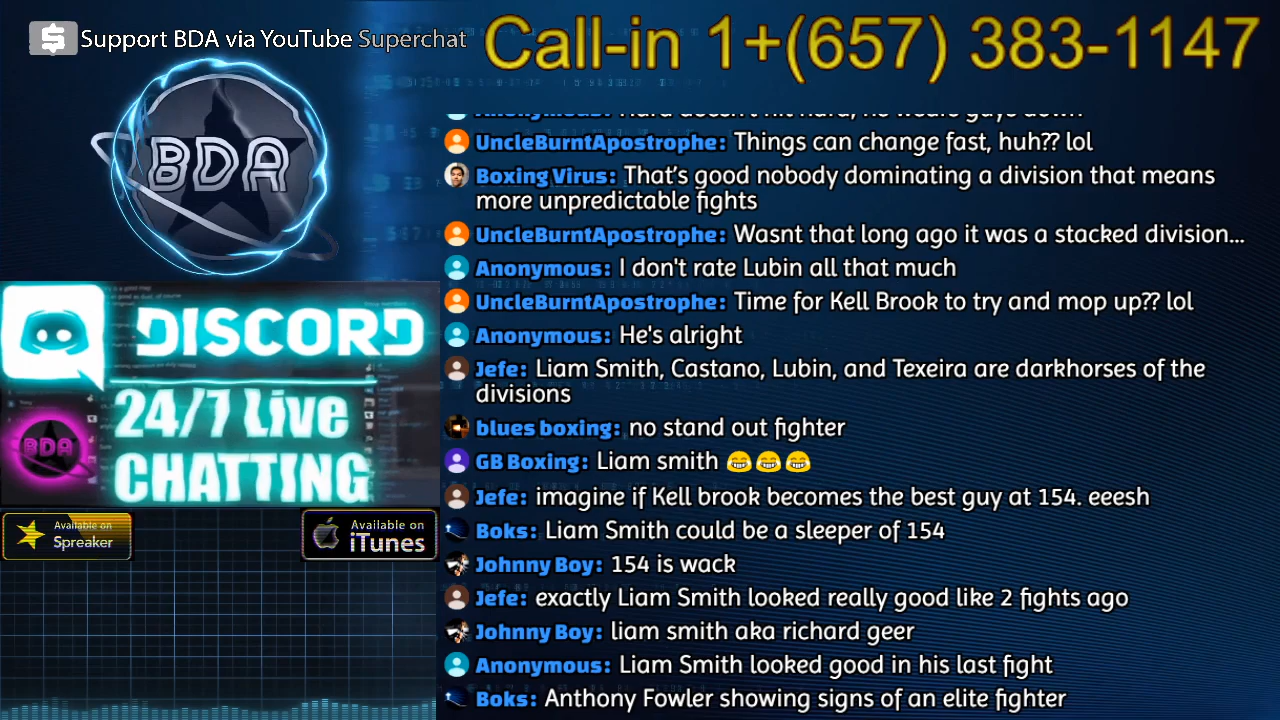 Support BDA via YouTube Superchat
Call-in 1+(657) 383-1147
BDA
UncleBurntApostrophe: Things can change fast, huh?? lol
Boxing Virus: That's good nobody dominating a division that means
more unpredictable fights
UncleBurntApostrophe: Wasnt that long ago it was a stacked division...
Anonymous: I don't rate Lubin all that much
UncleBurntApostrophe: Time for Kell Brook to try and mop up?? lol
Anonymous: He's alright
Jefe: Liam Smith, Castano, Lubin, and Texeira are darkhorses of the
divisions
blues boxing: no stand out fighter
GB Boxing: Liam smith 😂😂😂
Jefe: imagine if Kell brook becomes the best guy at 154. eeesh
Boks: Liam Smith could be a sleeper of 154
Johnny Boy: 154 is wack
Jefe: exactly Liam Smith looked really good like 2 fights ago
Johnny Boy: liam smith aka richard geer
Anonymous: Liam Smith looked good in his last fight
Boks: Anthony Fowler showing signs of an elite fighter
DISCORD
24/7 Live
CHATTING
BDA
Available on
Spreaker
Available on
iTunes